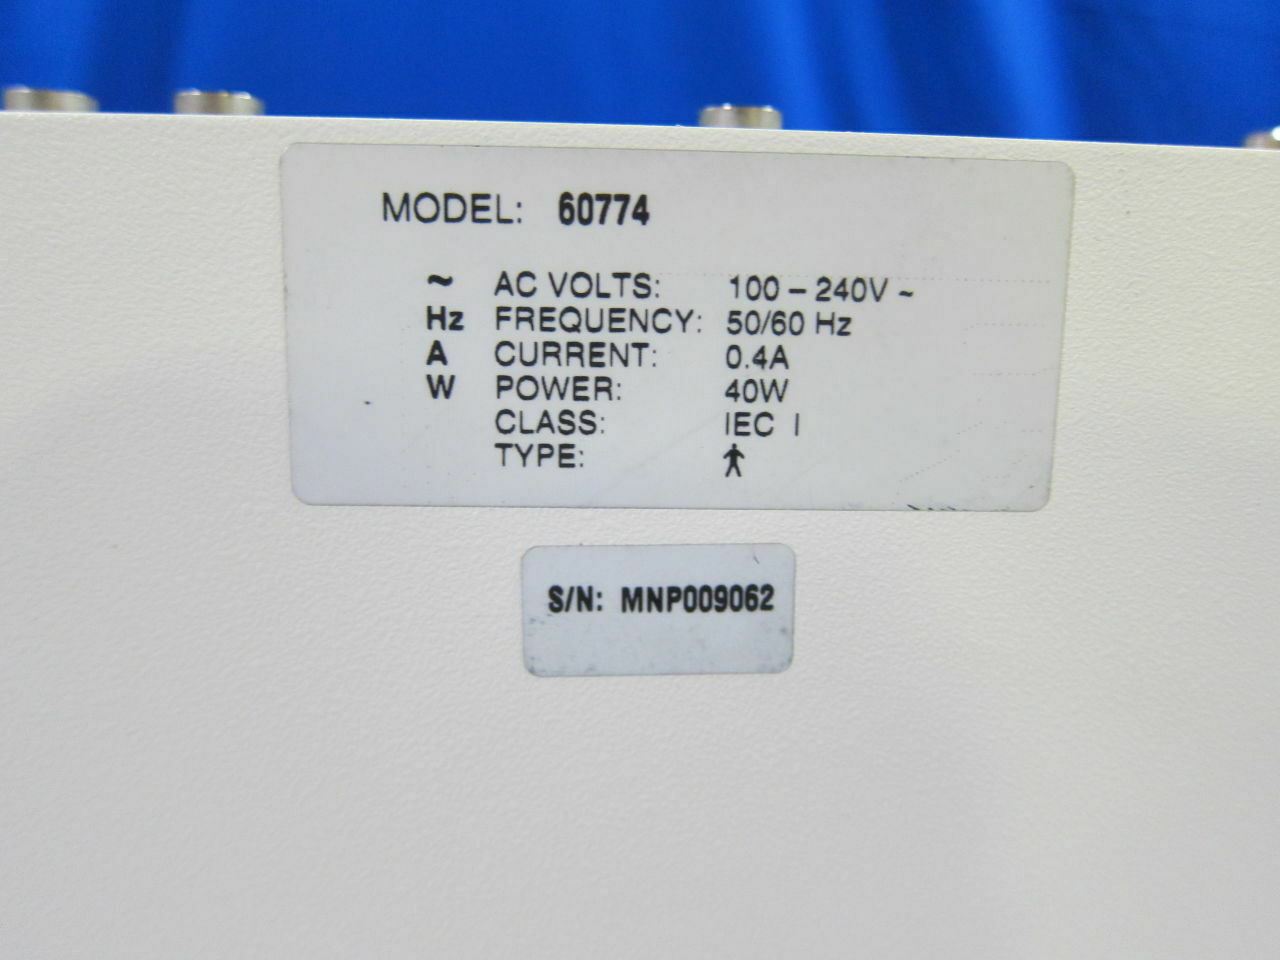 MODEL: 60774
~ AC VOLTS: 100 – 240V ~
Hz FREQUENCY: 50/60 Hz
A CURRENT: 0.4A
W POWER: 40W
CLASS: IEC I
TYPE:
S/N: MNP009062